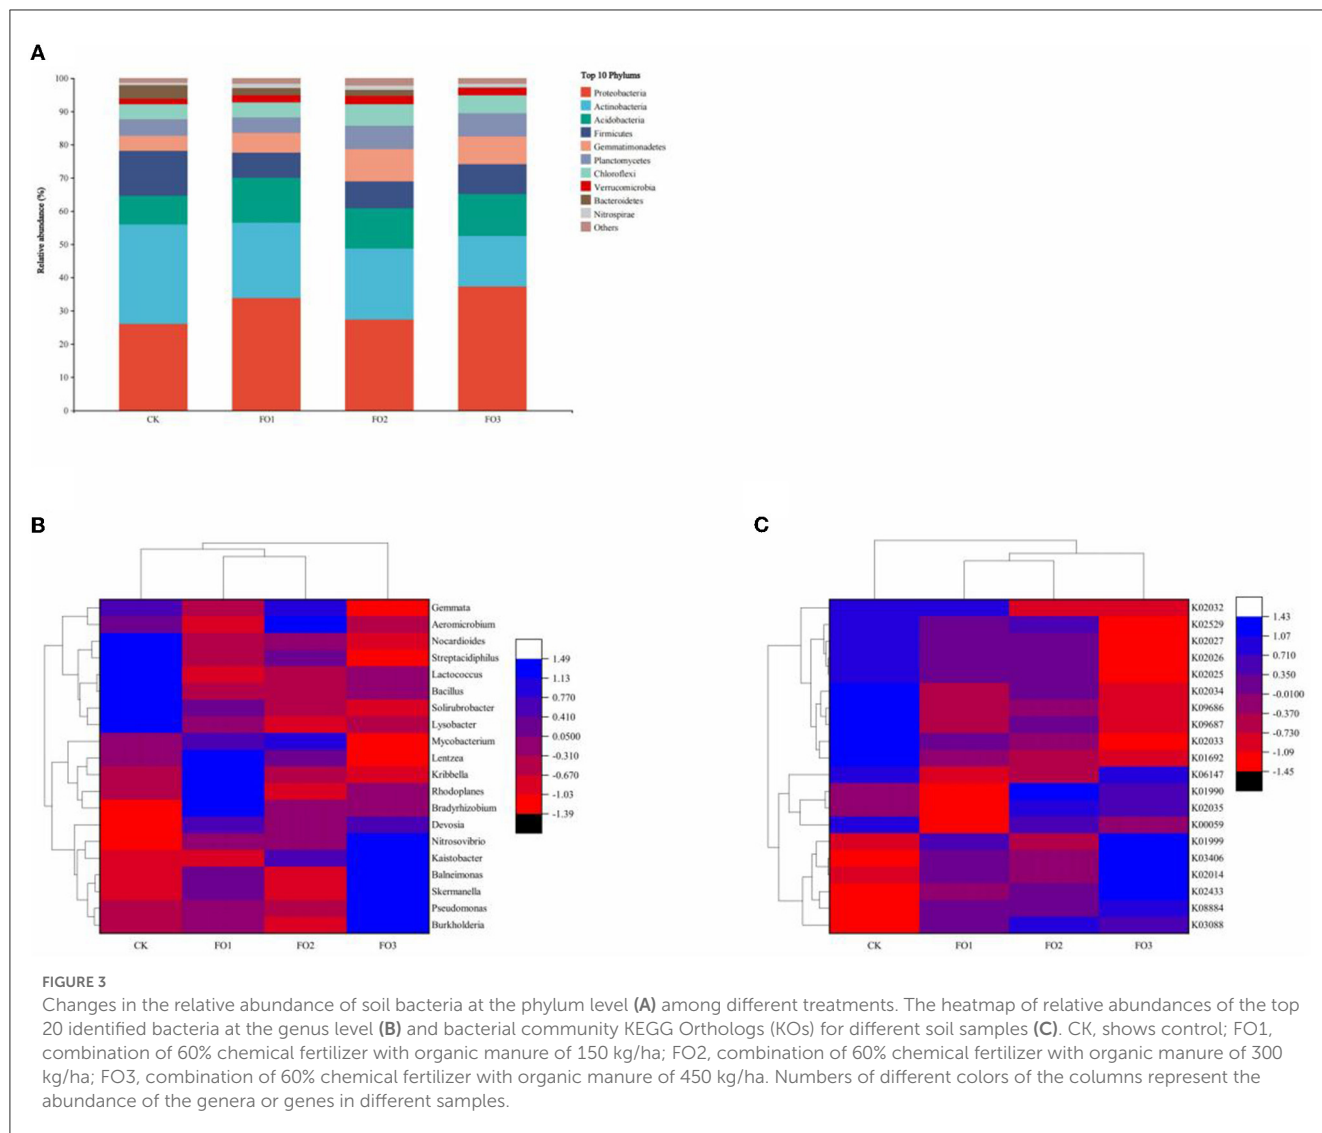 A
Top 10 Phylums
Proteobacteria
Actinobacteria
Acidobacteria
Firmicutes
Gemmatimonadetes
Planctomycetes
Chloroflexi
Verrucomicrobia
Bacteroidetes
Nitrospirae
Others
Relative abundance (%)
100
90
80
70
60
50
40
30
20
10
0
CK FO1 FO2 FO3
B
Gemmata
Aeromicrobium
Nocardioides
Streptacidiphilus
Lactococcus
Bacillus
Solirubrobacter
Lysobacter
Mycobacterium
Lentzea
Kribbella
Rhodoplanes
Bradyrhizobium
Devosia
Nitrosovibrio
Kaistobacter
Balneimonas
Skermanella
Pseudomonas
Burkholderia
1.49
1.13
0.770
0.410
0.0500
-0.310
-0.670
-1.03
-1.39
CK FO1 FO2 FO3
C
K02032
K02529
K02027
K02026
K02025
K02034
K09686
K09687
K02033
K01692
K06147
K01990
K02035
K00059
K01999
K03406
K02014
K02433
K08884
K03088
1.43
1.07
0.710
0.350
-0.0100
-0.370
-0.730
-1.09
-1.45
CK FO1 FO2 FO3
FIGURE 3
Changes in the relative abundance of soil bacteria at the phylum level (A) among different treatments. The heatmap of relative abundances of the top
20 identified bacteria at the genus level (B) and bacterial community KEGG Orthologs (KOs) for different soil samples (C). CK, shows control; FO1,
combination of 60% chemical fertilizer with organic manure of 150 kg/ha; FO2, combination of 60% chemical fertilizer with organic manure of 300
kg/ha; FO3, combination of 60% chemical fertilizer with organic manure of 450 kg/ha. Numbers of different colors of the columns represent the
abundance of the genera or genes in different samples.